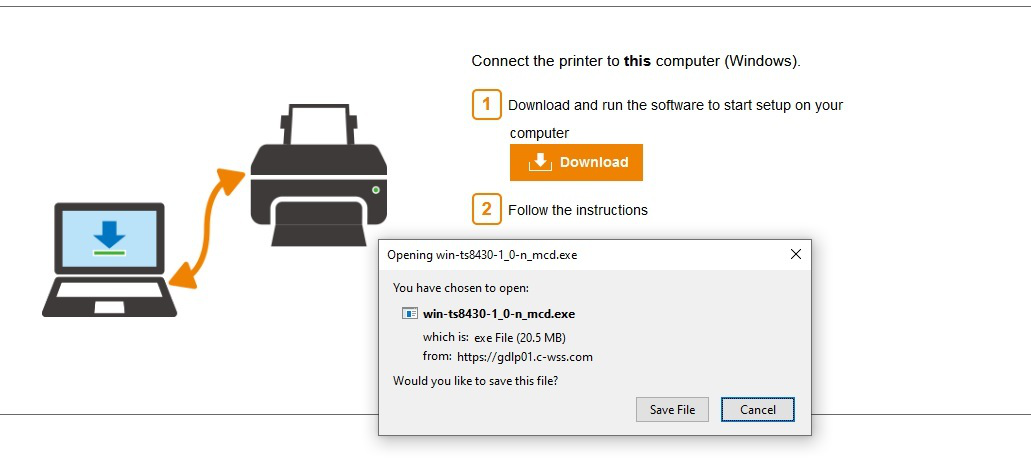 Connect the printer to this computer (Windows).
1 Download and run the software to start setup on your
computer
Download
2 Follow the instructions
Opening win-ts8430-1_0-n_mcd.exe
You have chosen to open:
win-ts8430-1_0-n_mcd.exe
which is: exe File (20.5 MB)
from: https://gdlp01.c-wss.com
Would you like to save this file?
Save File Cancel